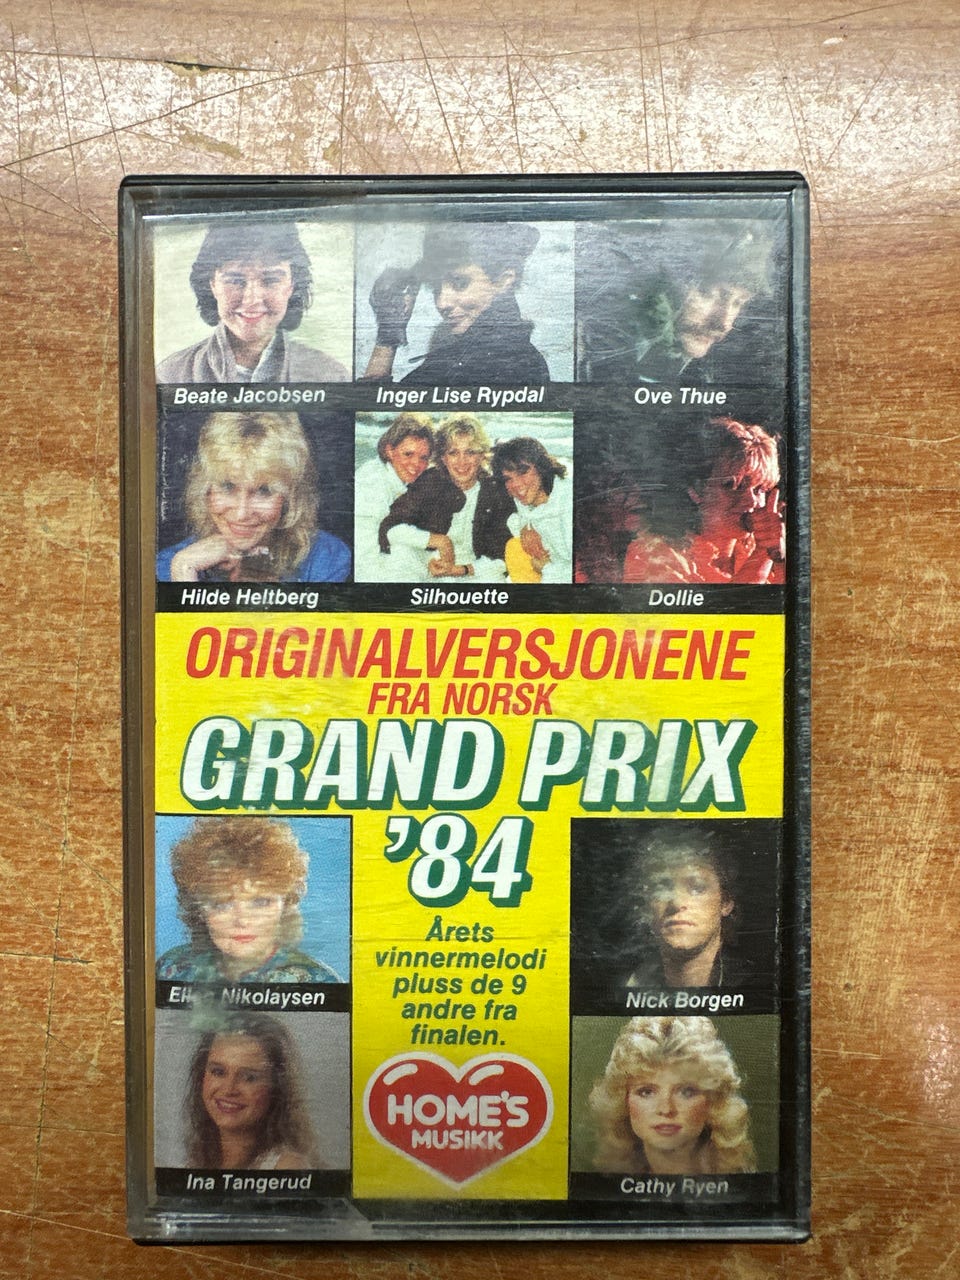 Beate Jacobsen
Inger Lise Rypdal
Ove Thue
Hilde Heltberg
Silhouette
Dollie
ORIGINALVERSJONENE
FRA NORSK
GRAND PRIX
'84
Årets
vinnermelodi
pluss de 9
andre fra
finalen.
Nikolaysen
Nick Borgen
HOME'S
MUSIKK
Ina Tangerud
Cathy Ryen